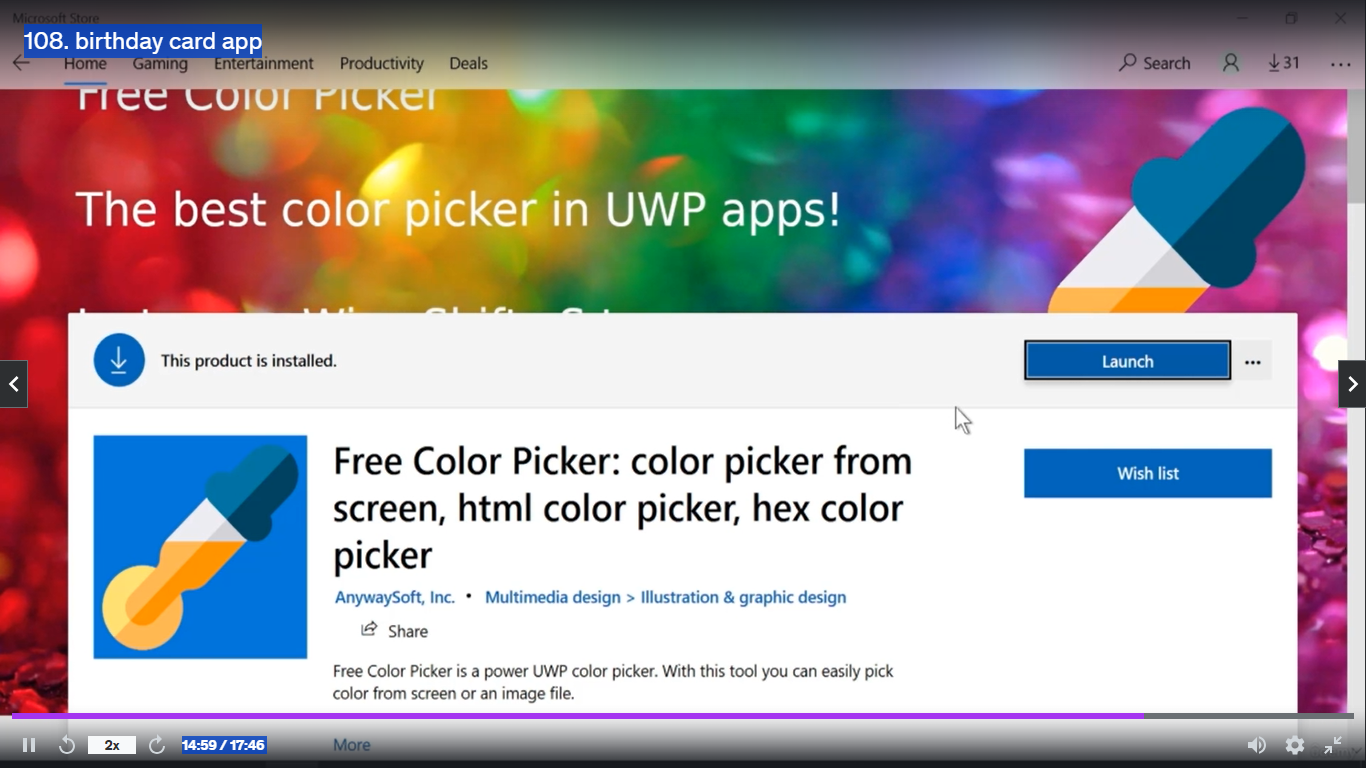 Microsoft Store
108. birthday card app
Home Gaming Entertainment Productivity Deals
Search 31
Free Color Picker
The best color picker in UWP apps!
This product is installed.
Launch
Free Color Picker: color picker from
screen, html color picker, hex color
picker
Wish list
AnywaySoft, Inc. • Multimedia design > Illustration & graphic design
Share
Free Color Picker is a power UWP color picker. With this tool you can easily pick
color from screen or an image file.
2x 14:59 / 17:46
More